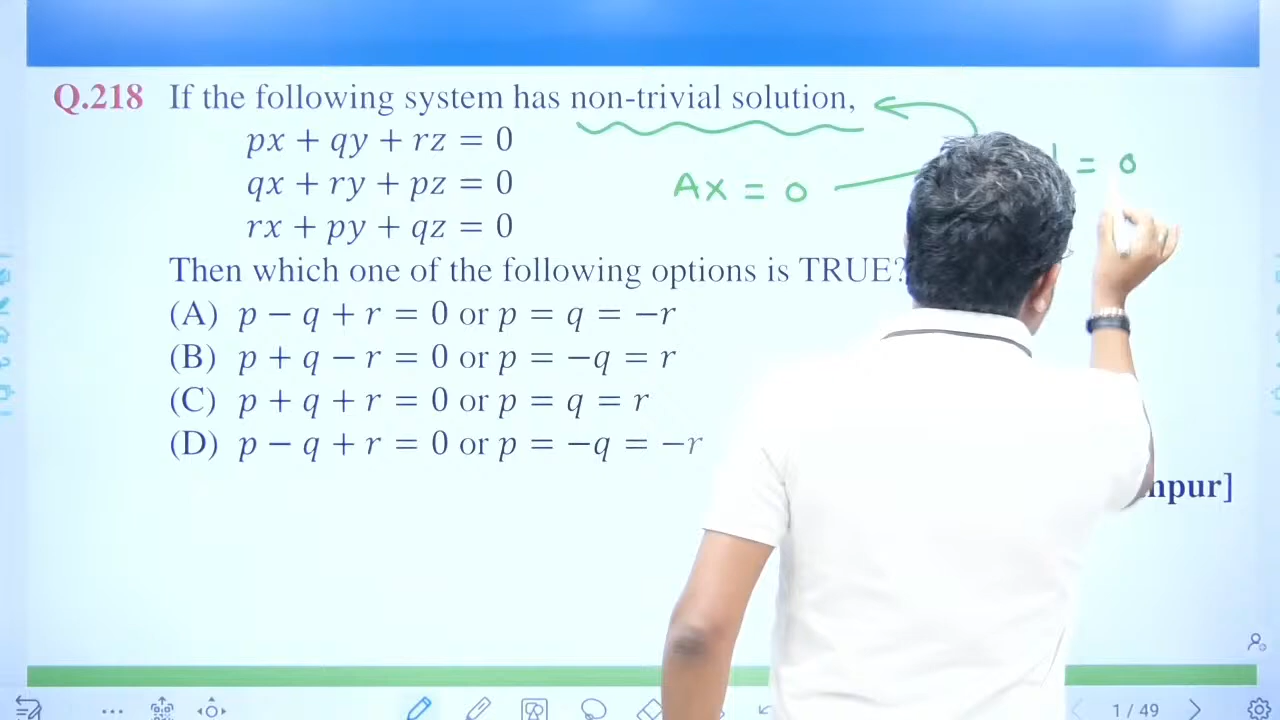 Q.218 If the following system has non-trivial solution,
px + qy + rz = 0
qx + ry + pz = 0
rx + py + qz = 0
AX = 0
= 0
Then which one of the following options is TRUE?
(A) p − q + r = 0 or p = q = −r
(B) p + q − r = 0 or p = −q = r
(C) p + q + r = 0 or p = q = r
(D) p − q + r = 0 or p = −q = −r
npur]
1 / 49